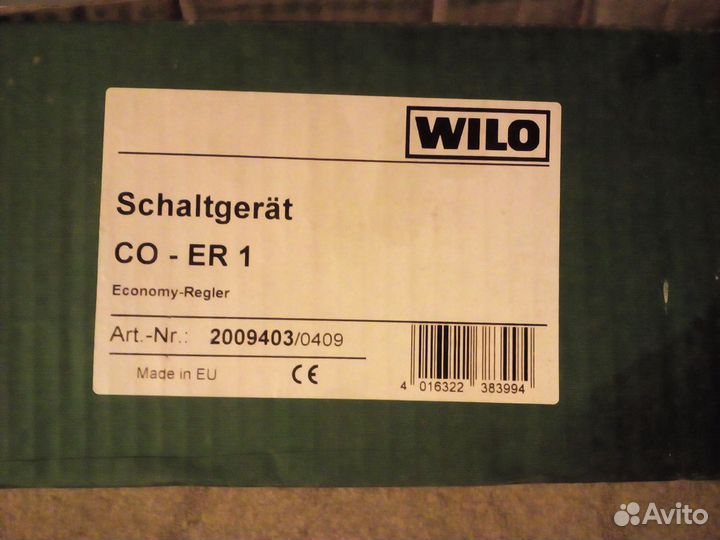 WILO
Schaltgerät
CO - ER 1
Economy-Regler
Art.-Nr.: 2009403/0409
Made in EU CE
4 016322 383994
Avito